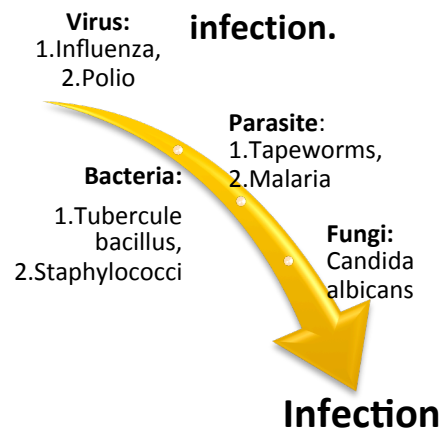 infection.
Virus:
1.Influenza,
2.Polio
Parasite:
1.Tapeworms,
2.Malaria
Bacteria:
1.Tubercule
bacillus,
2.Staphylococci
Fungi:
Candida
albicans
Infection